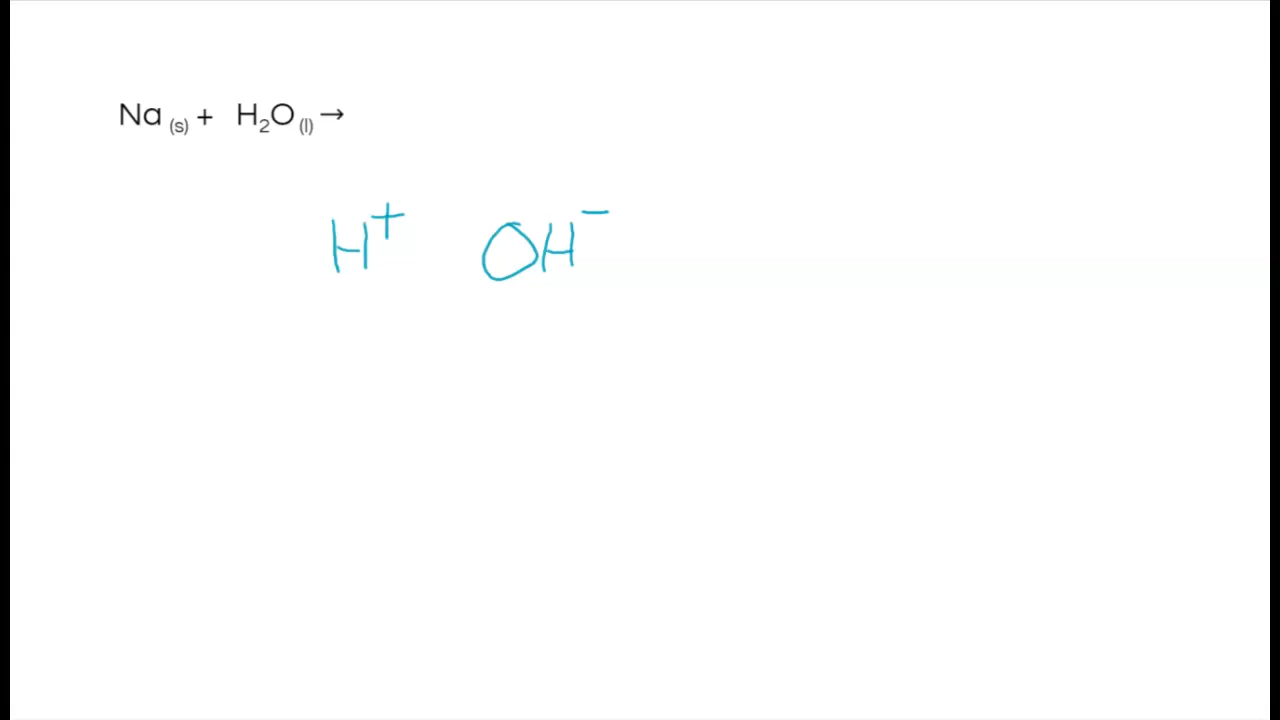 Na (s) + H₂O (l) →
H⁺ OH⁻